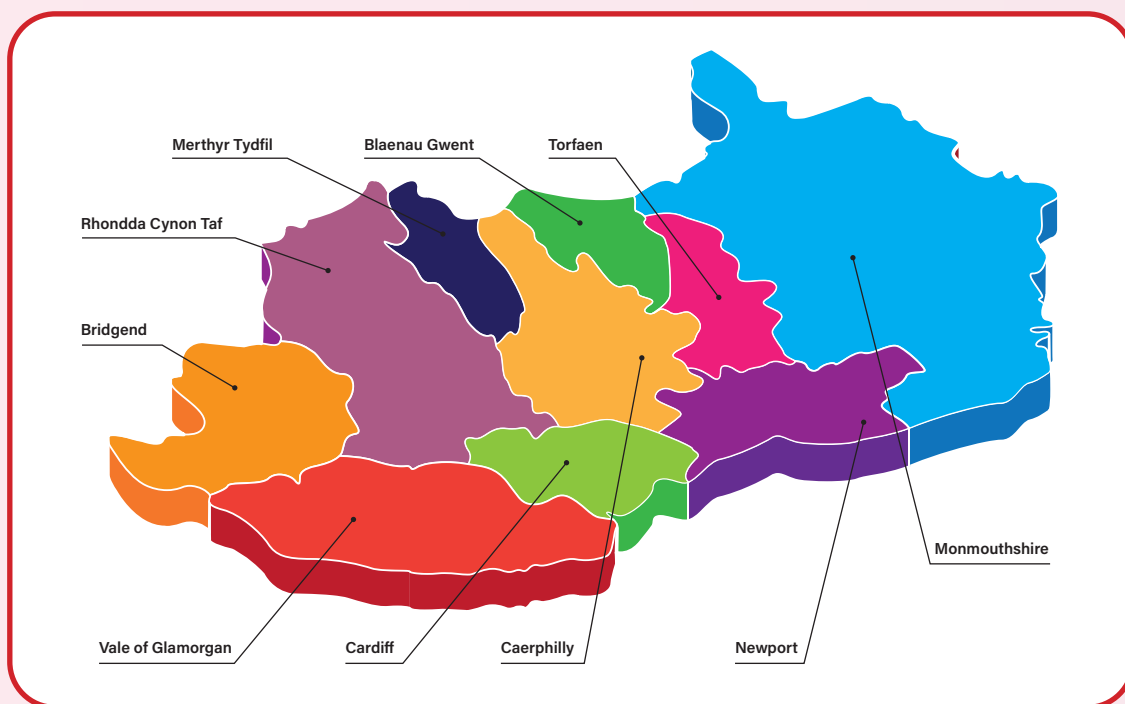 Merthyr Tydfil
Blaenau Gwent
Torfaen
Rhondda Cynon Taf
Bridgend
Monmouthshire
Vale of Glamorgan
Cardiff
Caerphilly
Newport